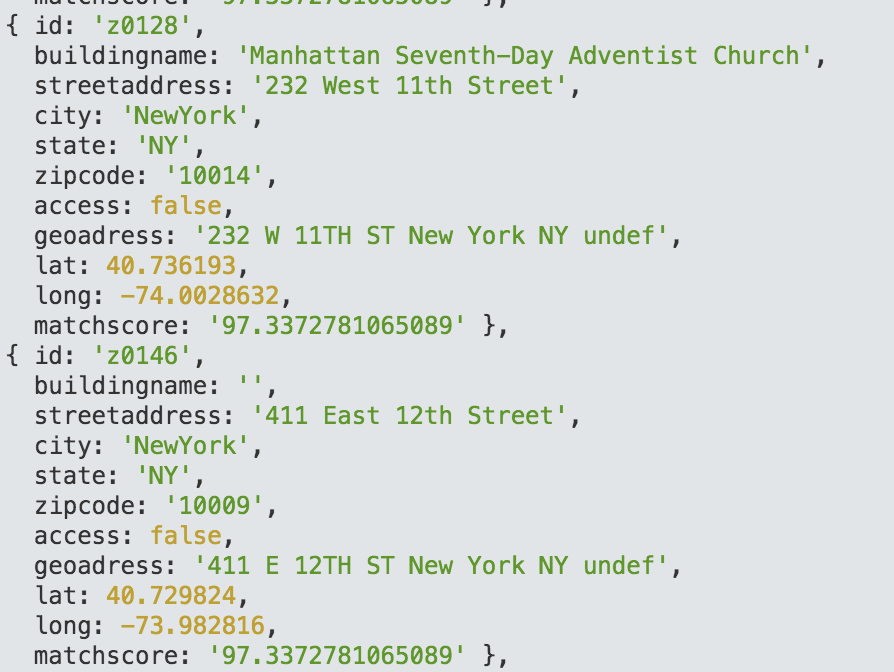 matchscore: '97.3372781065089' },
{ id: 'z0128',
buildingname: 'Manhattan Seventh-Day Adventist Church',
streetaddress: '232 West 11th Street',
city: 'NewYork',
state: 'NY',
zipcode: '10014',
access: false,
geoadress: '232 W 11TH ST New York NY undef',
lat: 40.736193,
long: -74.0028632,
matchscore: '97.3372781065089' },
{ id: 'z0146',
buildingname: '',
streetaddress: '411 East 12th Street',
city: 'NewYork',
state: 'NY',
zipcode: '10009',
access: false,
geoadress: '411 E 12TH ST New York NY undef',
lat: 40.729824,
long: -73.982816,
matchscore: '97.3372781065089' },